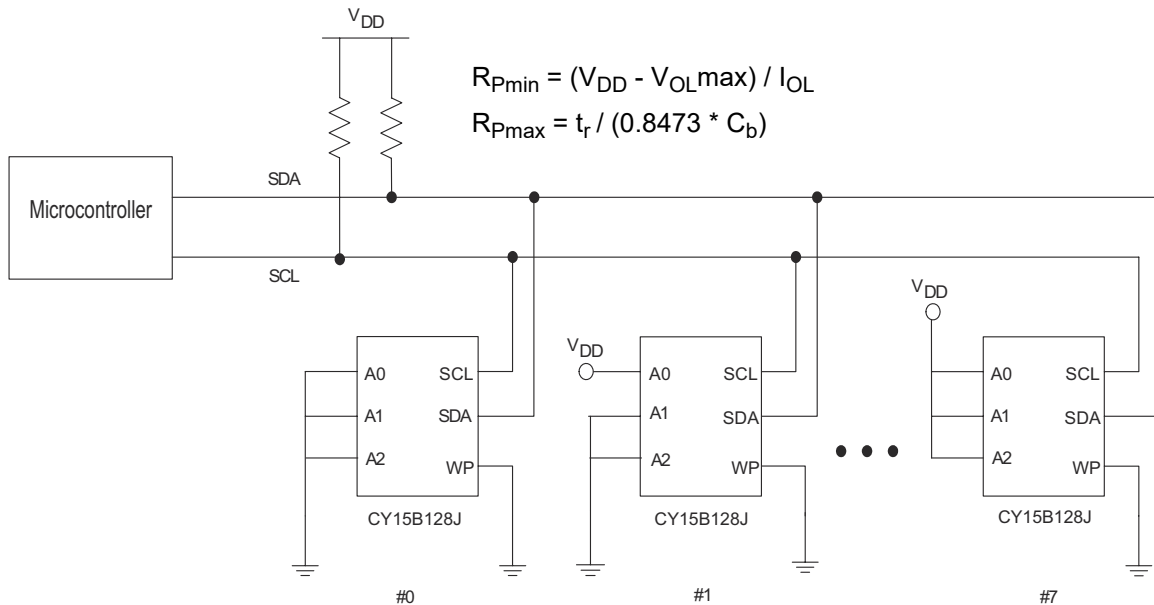 VDD
RPmin = (VDD - VOLmax) / IOL
RPmax = tr / (0.8473 * Cb)
Microcontroller
SDA
SCL
VDD
VDD
A0 SCL
A1 SDA
A2 WP
CY15B128J
#0
A0 SCL
A1 SDA
A2 WP
CY15B128J
#1
A0 SCL
A1 SDA
A2 WP
CY15B128J
#7